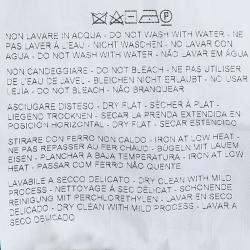 NON LAVARE IN ACQUA - DO NOT WASH WITH WATER - NE
PAS LAVER À L'EAU - NICHT WASCHEN - NO LAVAR CON
AGUA - DO NOT WASH WITH WATER - NÃO LAVAR EM ÁGUA
NON CANDEGGIARE - DO NOT BLEACH - NE PAS UTILISER
DE L'EAU DE JAVEL - BLEICHEN NICHT ERLAUBT - NO USAR
LEJIA - DO NOT BLEACH - NÃO BRANQUEAR
ASCIUGARE DISTESO - DRY FLAT - SÈCHER À PLAT -
LIEGEND TROCKNEN - SECAR LA PRENDA EXTENDIDA EN
POSICIÓN HORIZONTAL - DRY FLAT - SECAR ESTENDIDO
STIRARE CON FERRO NON CALDO - IRON AT LOW HEAT -
NE PAS REPASSER AU FER CHAUD - BÜGELN MIT LAUEM
EISEN - PLANCHAR A BAJA TEMPERATURA - IRON AT LOW
HEAT - PASSAR COM FERRO NÃO QUENTE
LAVABILE A SECCO DELICATO - DRY CLEAN WITH MILD
PROCESS - NETTOYAGE À SEC DÉLICAT - SCHONENDE
REINIGUNG MIT PERCHLORETHYLEN - LAVAR EN SECO
DELICADO - DRY CLEAN WITH MILD PROCESS - LAVAR A
SECO DELICADO